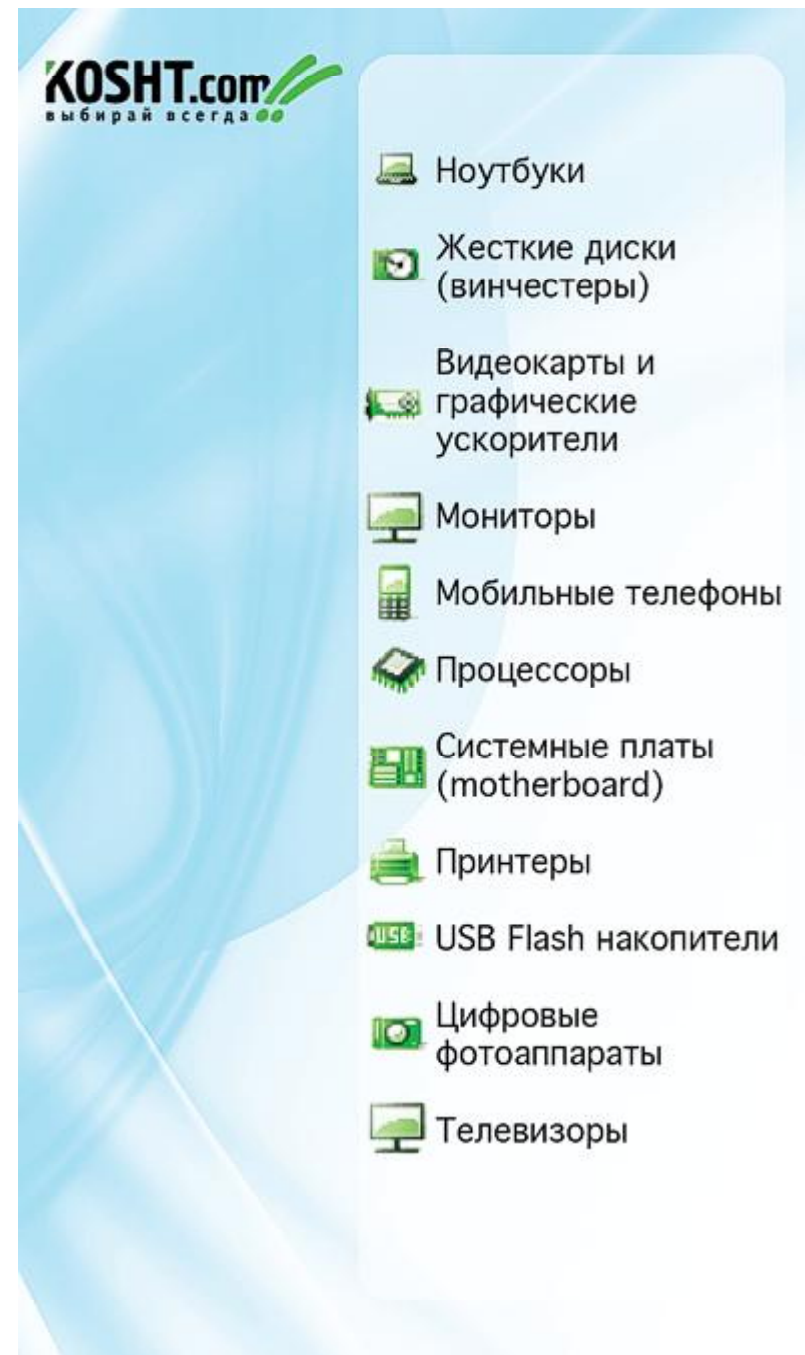 KOSHT.com
выбирай всегда
Ноутбуки
Жесткие диски
(винчестеры)
Видеокарты и
графические
ускорители
Мониторы
Мобильные телефоны
Процессоры
Системные платы
(motherboard)
Принтеры
USB
USB Flash накопители
Цифровые
фотоаппараты
Телевизоры